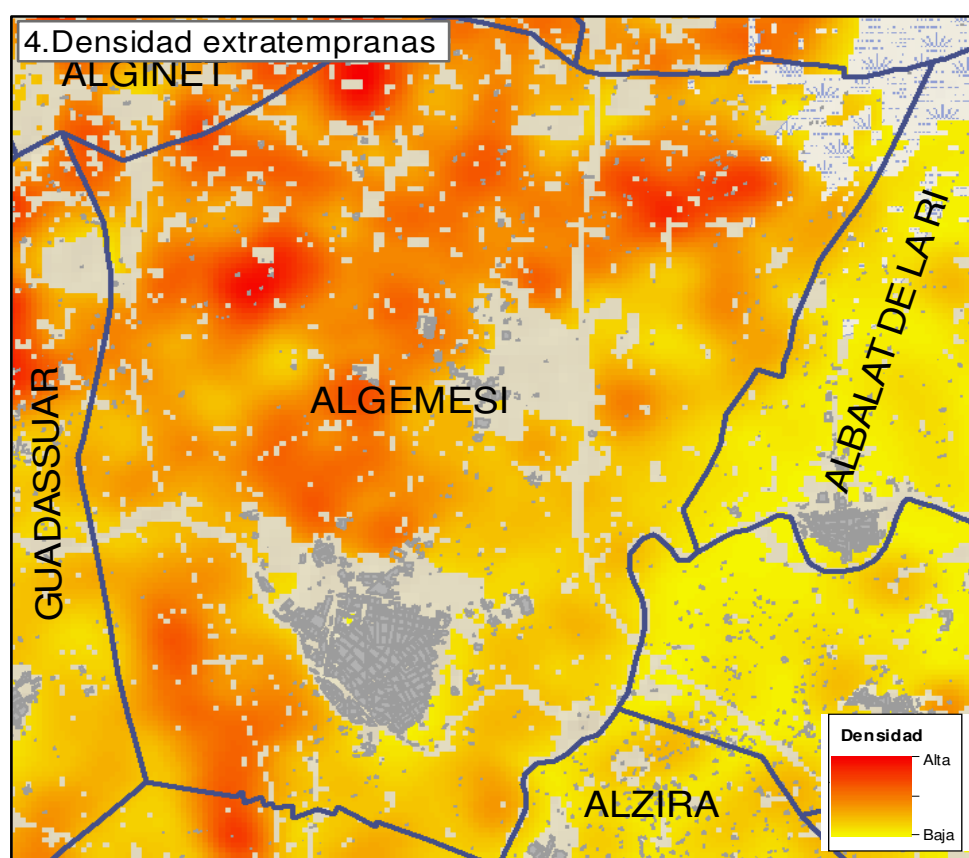 4.Densidad extratempranas
ALGINET
GUADASSUAR
ALGEMESI
ALBALAT DE LA RI
ALZIRA
Densidad
Alta
Baja